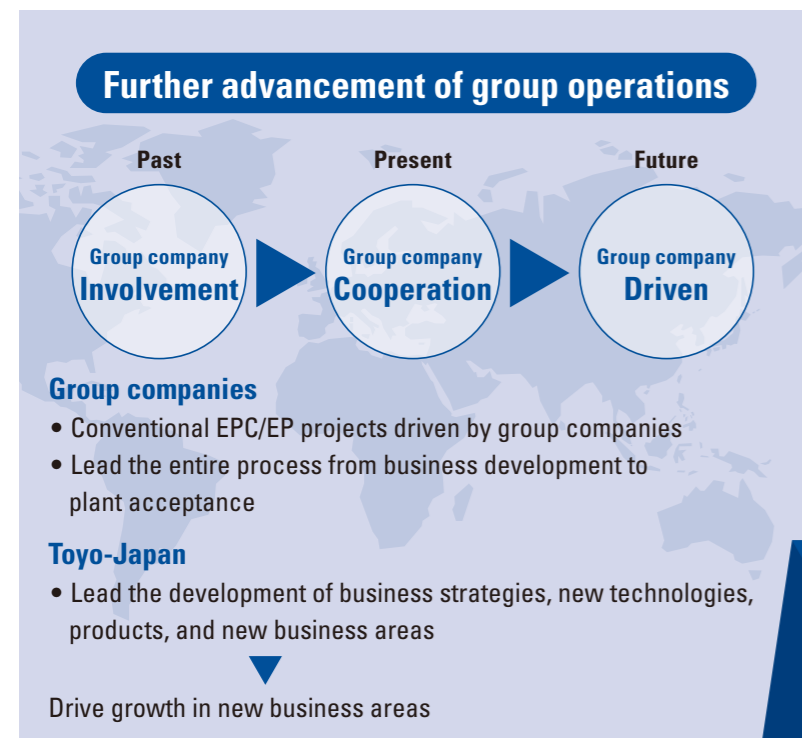 Further advancement of group operations
Past
Present
Future
Group company
Involvement
Group company
Cooperation
Group company
Driven
Group companies
• Conventional EPC/EP projects driven by group companies
• Lead the entire process from business development to
plant acceptance
Toyo-Japan
• Lead the development of business strategies, new technologies,
products, and new business areas
Drive growth in new business areas